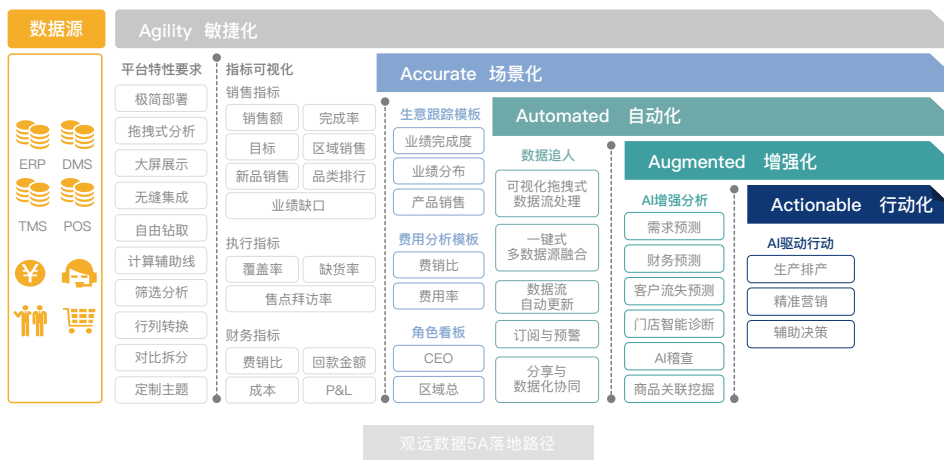 数据源
Agility 敏捷化
Accurate 场景化
Automated 自动化
Augmented 增强化
Actionable 行动化
ERP DMS
TMS POS
平台特性要求
极简部署
拖拽式分析
大屏展示
无缝集成
自由钻取
计算辅助线
筛选分析
行列转换
对比拆分
定制主题
指标可视化
销售指标
销售额 完成率
目标 区域销售
新品销售 品类排行
业绩缺口
执行指标
覆盖率 缺货率
售点拜访率
财务指标
费销比 回款金额
成本 P&L
生意跟踪模板
业绩完成度
业绩分布
产品销售
费用分析模板
费销比
费用率
角色看板
CEO
区域总
数据追人
可视化拖拽式
数据流处理
一键式
多数据源融合
数据流
自动更新
订阅与预警
分享与
数据化协同
AI增强分析
需求预测
财务预测
客户流失预测
门店智能诊断
AI稽查
商品关联挖掘
AI驱动行动
生产排产
精准营销
辅助决策
观远数据5A落地路径